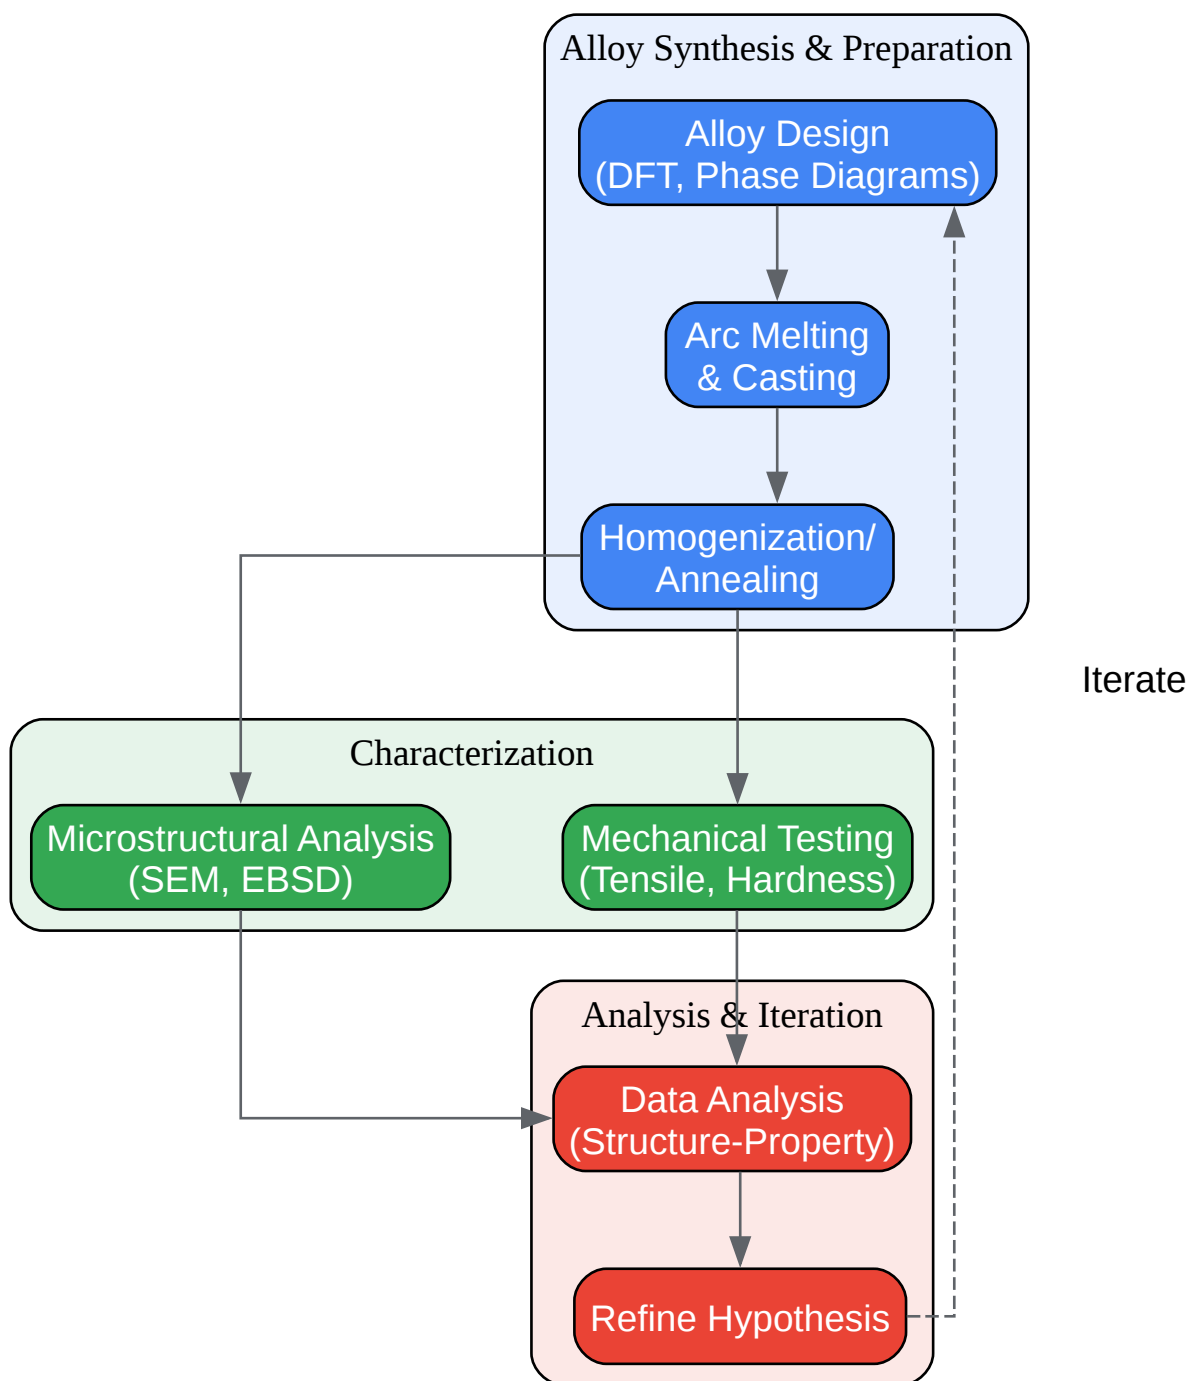 Alloy Synthesis & Preparation
Alloy Design
(DFT, Phase Diagrams)
Arc Melting
& Casting
Homogenization/
Annealing
Iterate
Characterization
Microstructural Analysis
(SEM, EBSD)
Mechanical Testing
(Tensile, Hardness)
Analysis & Iteration
Data Analysis
(Structure-Property)
Refine Hypothesis